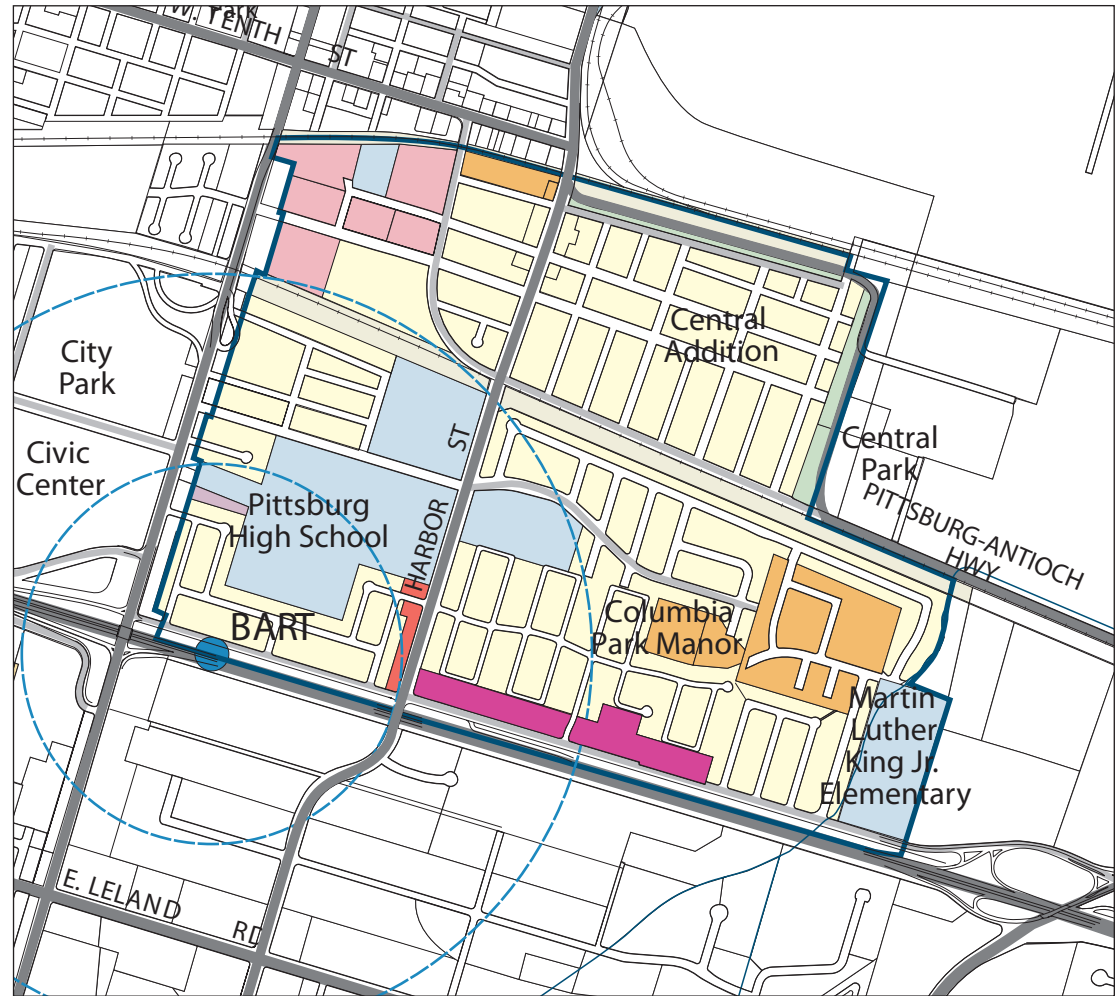 Park
W. TENTH
ST
Central
Addition
City
Park
Civic
Center
ST
Central
Park
PITTSBURG-ANTIOCH
HWY
Pittsburg
High School
HARBOR
BART
Columbia
Park Manor
Martin
Luther
King Jr.
Elementary
E. LELAND
RD